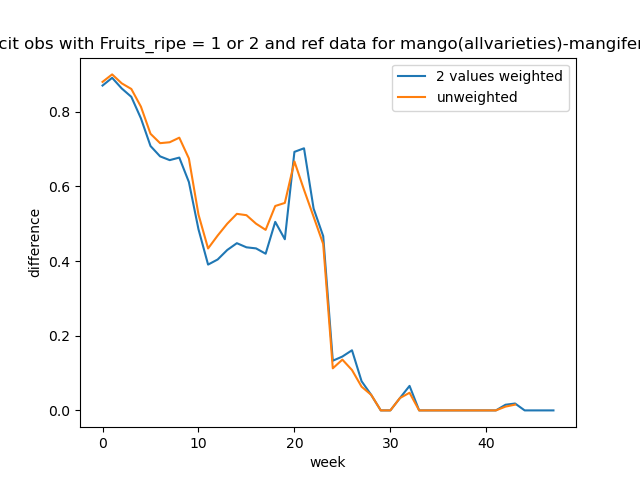 cit obs with Fruits_ripe = 1 or 2 and ref data for mango(allvarieties)-mangifer
2 values weighted
unweighted
difference
0.8
0.6
0.4
0.2
0.0
0 10 20 30 40
week